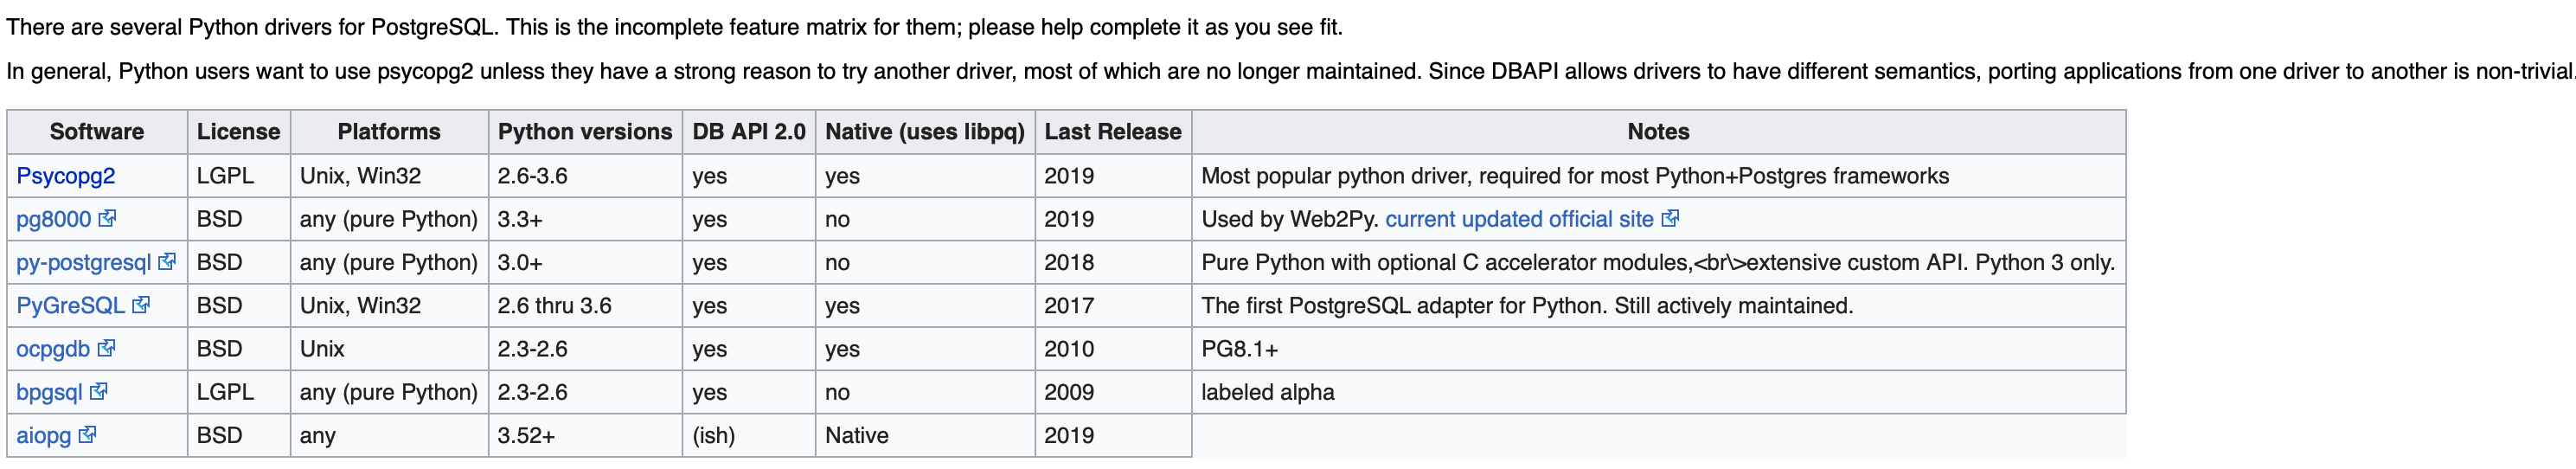 There are several Python drivers for PostgreSQL. This is the incomplete feature matrix for them; please help complete it as you see fit.
In general, Python users want to use psycopg2 unless they have a strong reason to try another driver, most of which are no longer maintained. Since DBAPI allows drivers to have different semantics, porting applications from one driver to another is non-trivial.
Software License Platforms Python versions DB API 2.0 Native (uses libpq) Last Release Notes
Psycopg2 LGPL Unix, Win32 2.6-3.6 yes yes 2019 Most popular python driver, required for most Python+Postgres frameworks
pg8000 BSD any (pure Python) 3.3+ yes no 2019 Used by Web2Py. current updated official site
py-postgresql BSD any (pure Python) 3.0+ yes no 2018 Pure Python with optional C accelerator modules,<br\>extensive custom API. Python 3 only.
PyGreSQL BSD Unix, Win32 2.6 thru 3.6 yes yes 2017 The first PostgreSQL adapter for Python. Still actively maintained.
ocpgdb BSD Unix 2.3-2.6 yes yes 2010 PG8.1+
bpgsql LGPL any (pure Python) 2.3-2.6 yes no 2009 labeled alpha
aiopg BSD any 3.52+ (ish) Native 2019